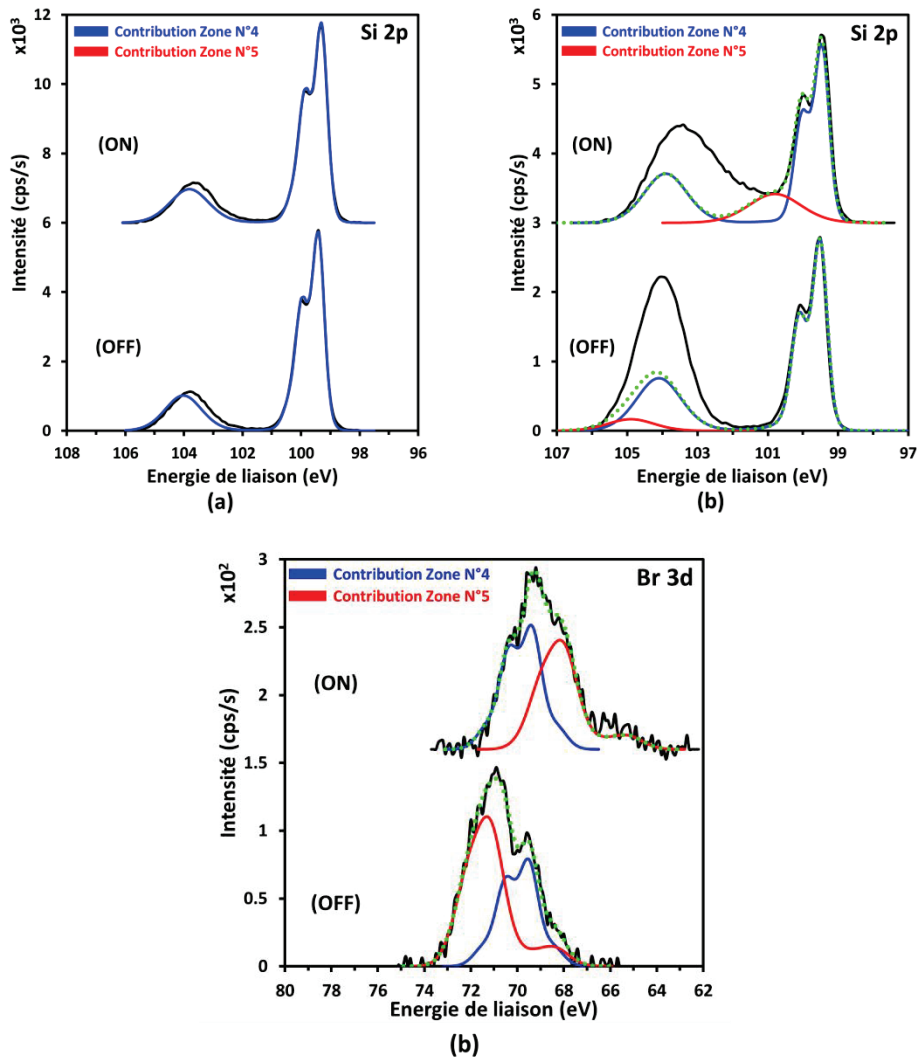 x10³
12
10
8
6
4
2
0
Intensité (cps/s)
Contribution Zone N°4
Contribution Zone N°5
Si 2p
(ON)
(OFF)
108 106 104 102 100 98 96
Energie de liaison (eV)
(a)
x10³
6
5
4
3
2
1
0
Intensité (cps/s)
Contribution Zone N°4
Contribution Zone N°5
Si 2p
(ON)
(OFF)
107 105 103 101 99 97
Energie de liaison (eV)
(b)
x10²
3
2.5
2
1.5
1
0.5
0
Intensité (cps/s)
Contribution Zone N°4
Contribution Zone N°5
Br 3d
(ON)
(OFF)
80 78 76 74 72 70 68 66 64 62
Energie de liaison (eV)
(b)